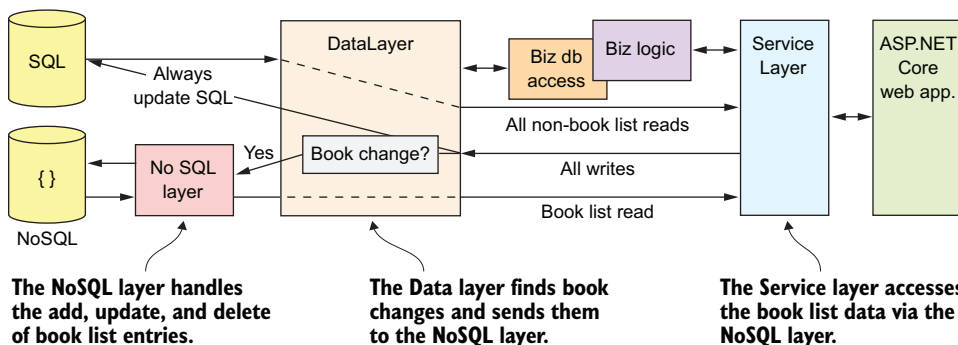 SQL
Always
update SQL
{ }
NoSQL
No SQL
layer
Yes
DataLayer
Book change?
Biz db
access
Biz logic
All non-book list reads
All writes
Book list read
Service
Layer
ASP.NET
Core
web app.
The NoSQL layer handles
the add, update, and delete
of book list entries.
The Data layer finds book
changes and sends them
to the NoSQL layer.
The Service layer accesses
the book list data via the
NoSQL layer.